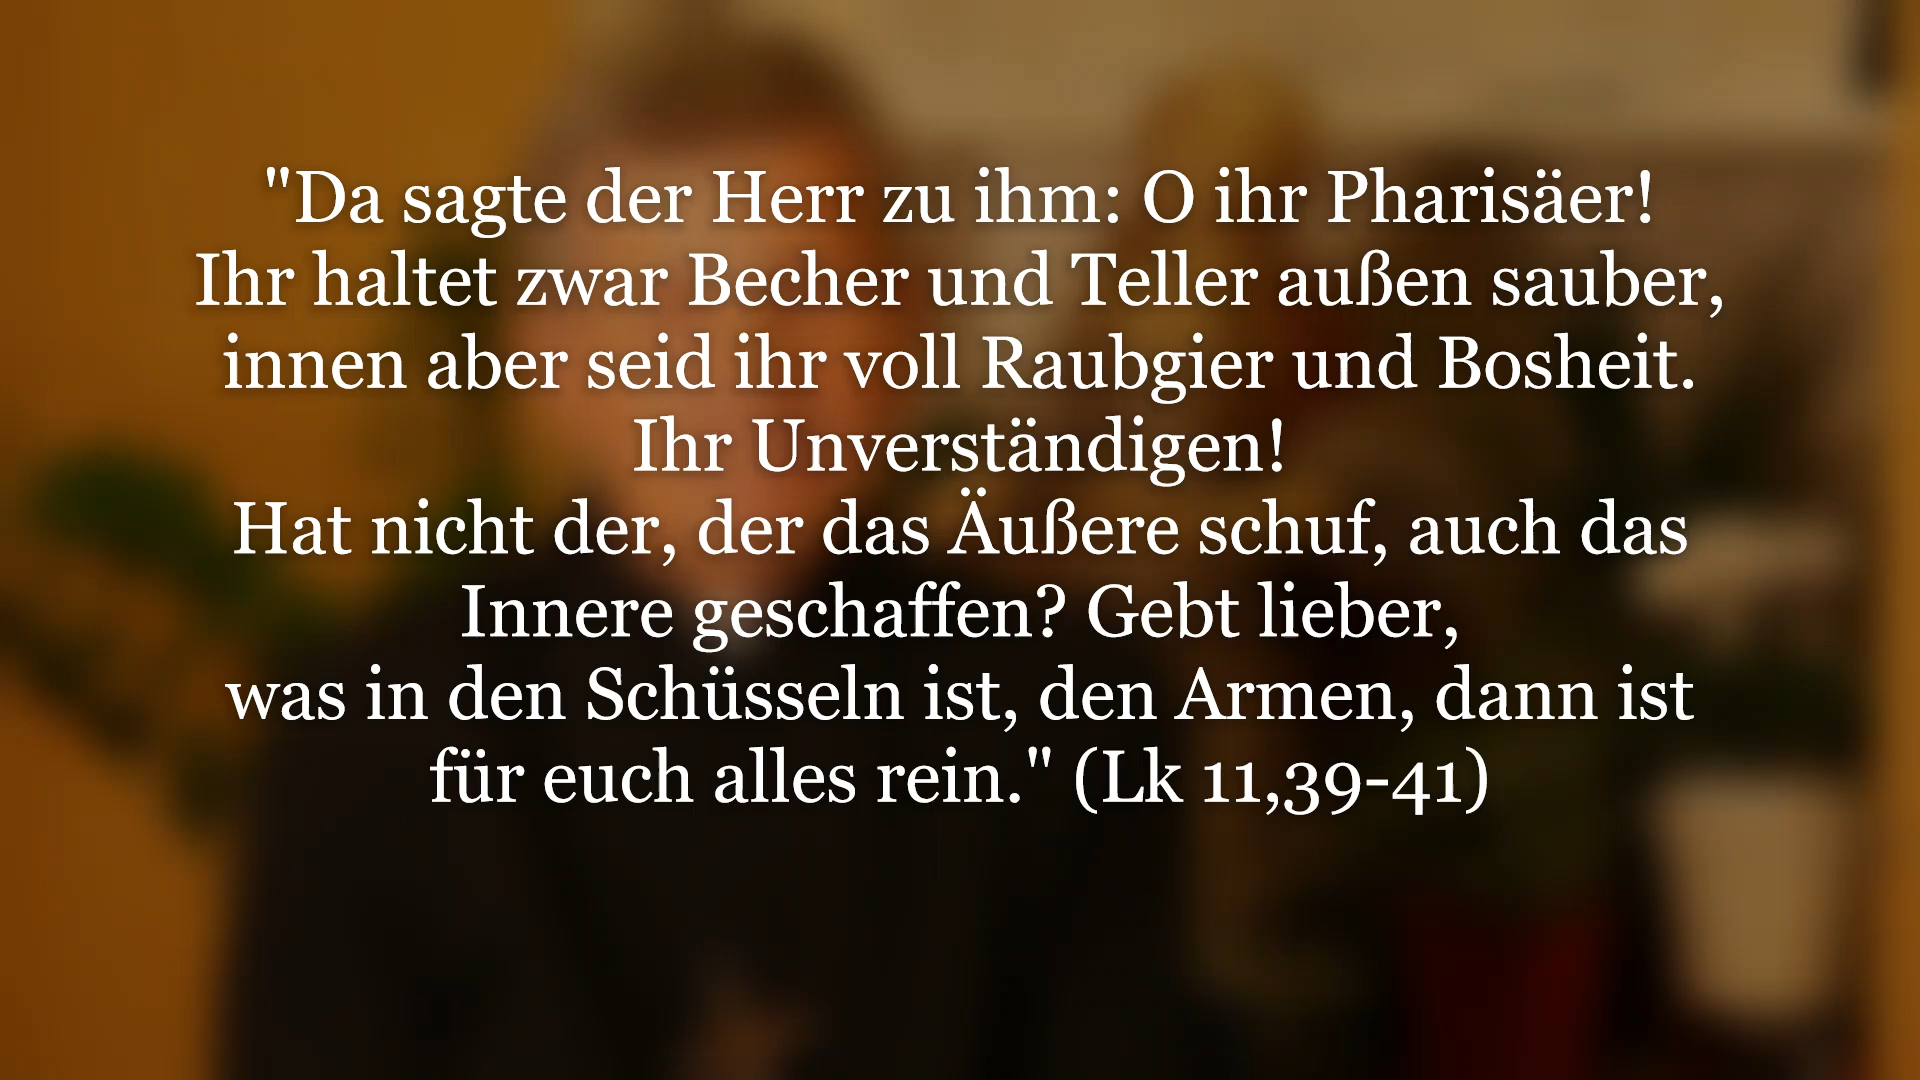 "Da sagte der Herr zu ihm: O ihr Pharisäer!
Ihr haltet zwar Becher und Teller außen sauber,
innen aber seid ihr voll Raubgier und Bosheit.
Ihr Unverständigen!
Hat nicht der, der das Äußere schuf, auch das
Innere geschaffen? Gebt lieber,
was in den Schüsseln ist, den Armen, dann ist
für euch alles rein." (Lk 11,39-41)